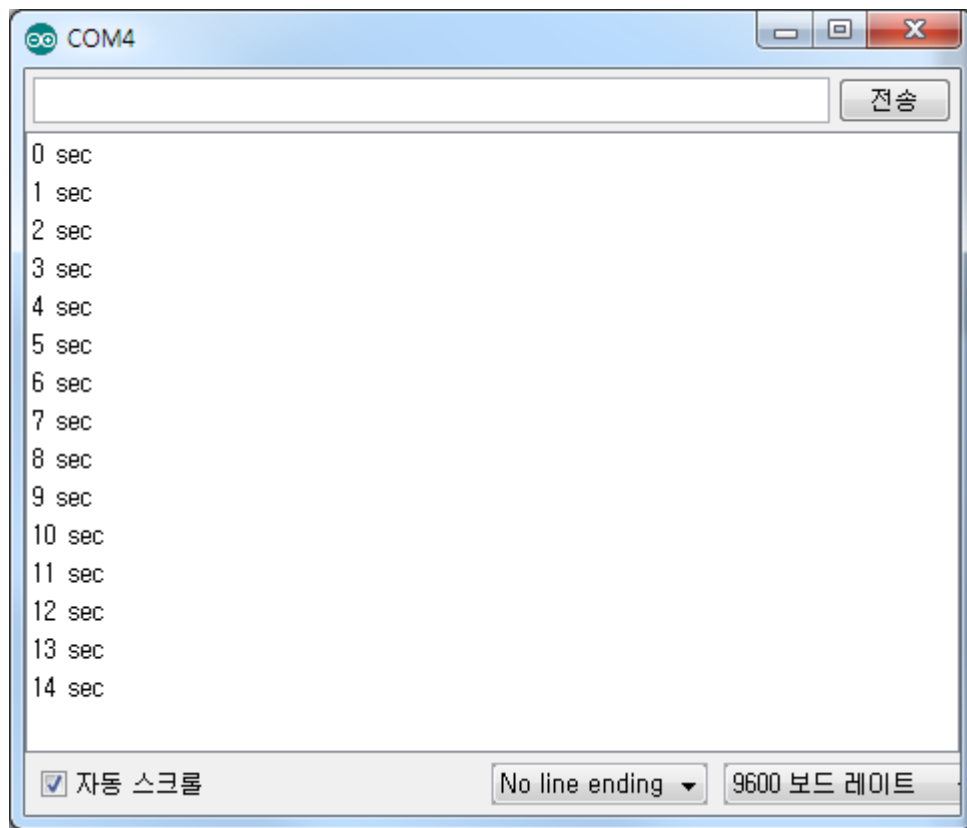 COM4
전송
0 sec
1 sec
2 sec
3 sec
4 sec
5 sec
6 sec
7 sec
8 sec
9 sec
10 sec
11 sec
12 sec
13 sec
14 sec
자동 스크롤 No line ending 9600 보드 레이트